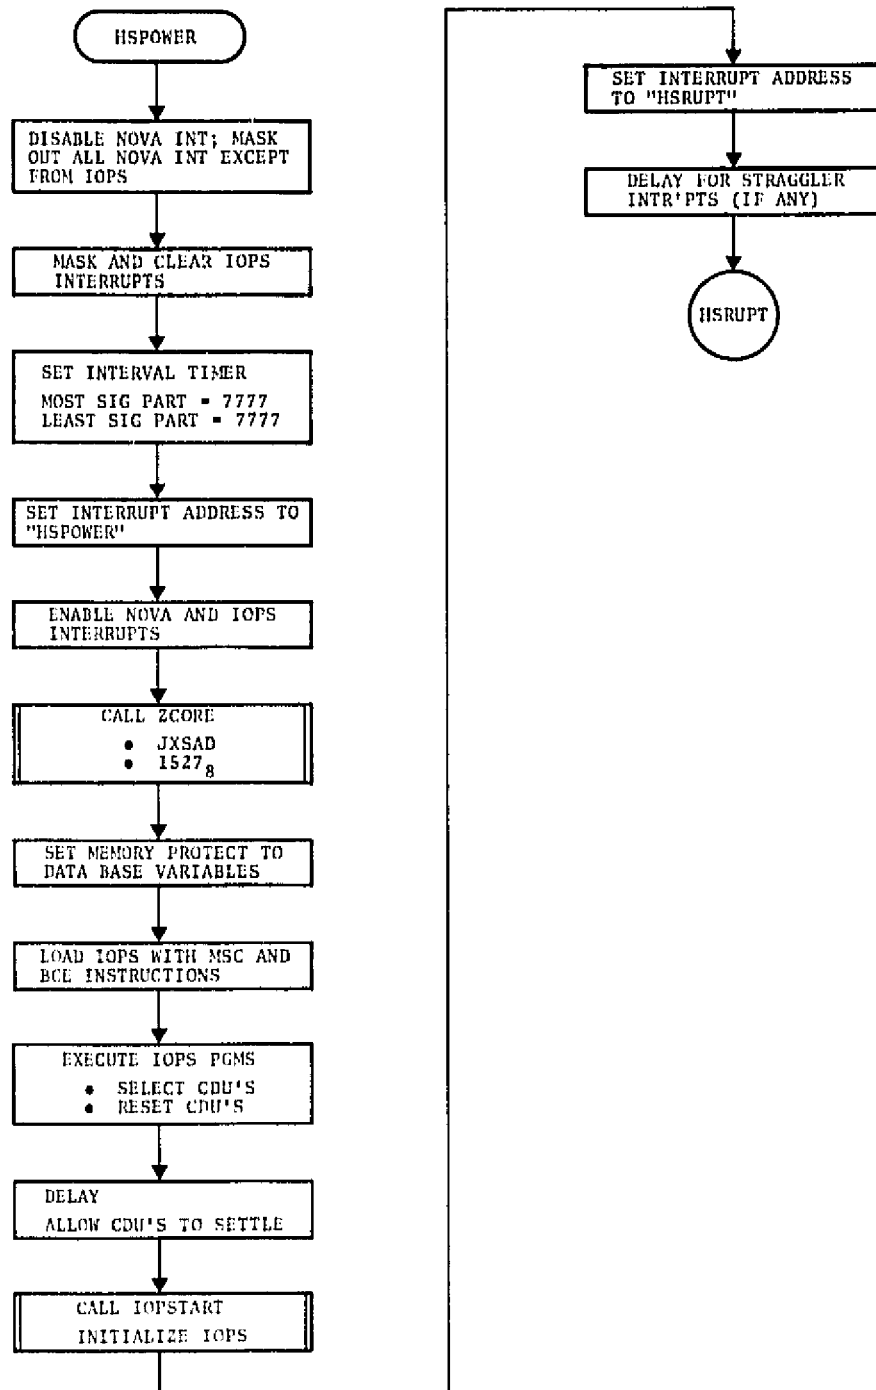 HSPOWER
DISABLE NOVA INT; MASK
OUT ALL NOVA INT EXCEPT
FROM IOPS
MASK AND CLEAR IOPS
INTERRUPTS
SET INTERVAL TIMER
MOST SIG PART = 7777
LEAST SIG PART = 7777
SET INTERRUPT ADDRESS TO
"HSPOWER"
ENABLE NOVA AND IOPS
INTERRUPTS
CALL ZCORE
• JXSAD
• 1527₈
SET MEMORY PROTECT TO
DATA BASE VARIABLES
LOAD IOPS WITH MSC AND
BCE INSTRUCTIONS
EXECUTE IOPS PGMS
• SELECT CDU'S
• RESET CDU'S
DELAY
ALLOW CDU'S TO SETTLE
CALL IOPSTART
INITIALIZE IOPS
SET INTERRUPT ADDRESS
TO "HSRUPT"
DELAY FOR STRAGGLER
INTR'PTS (IF ANY)
HSRUPT